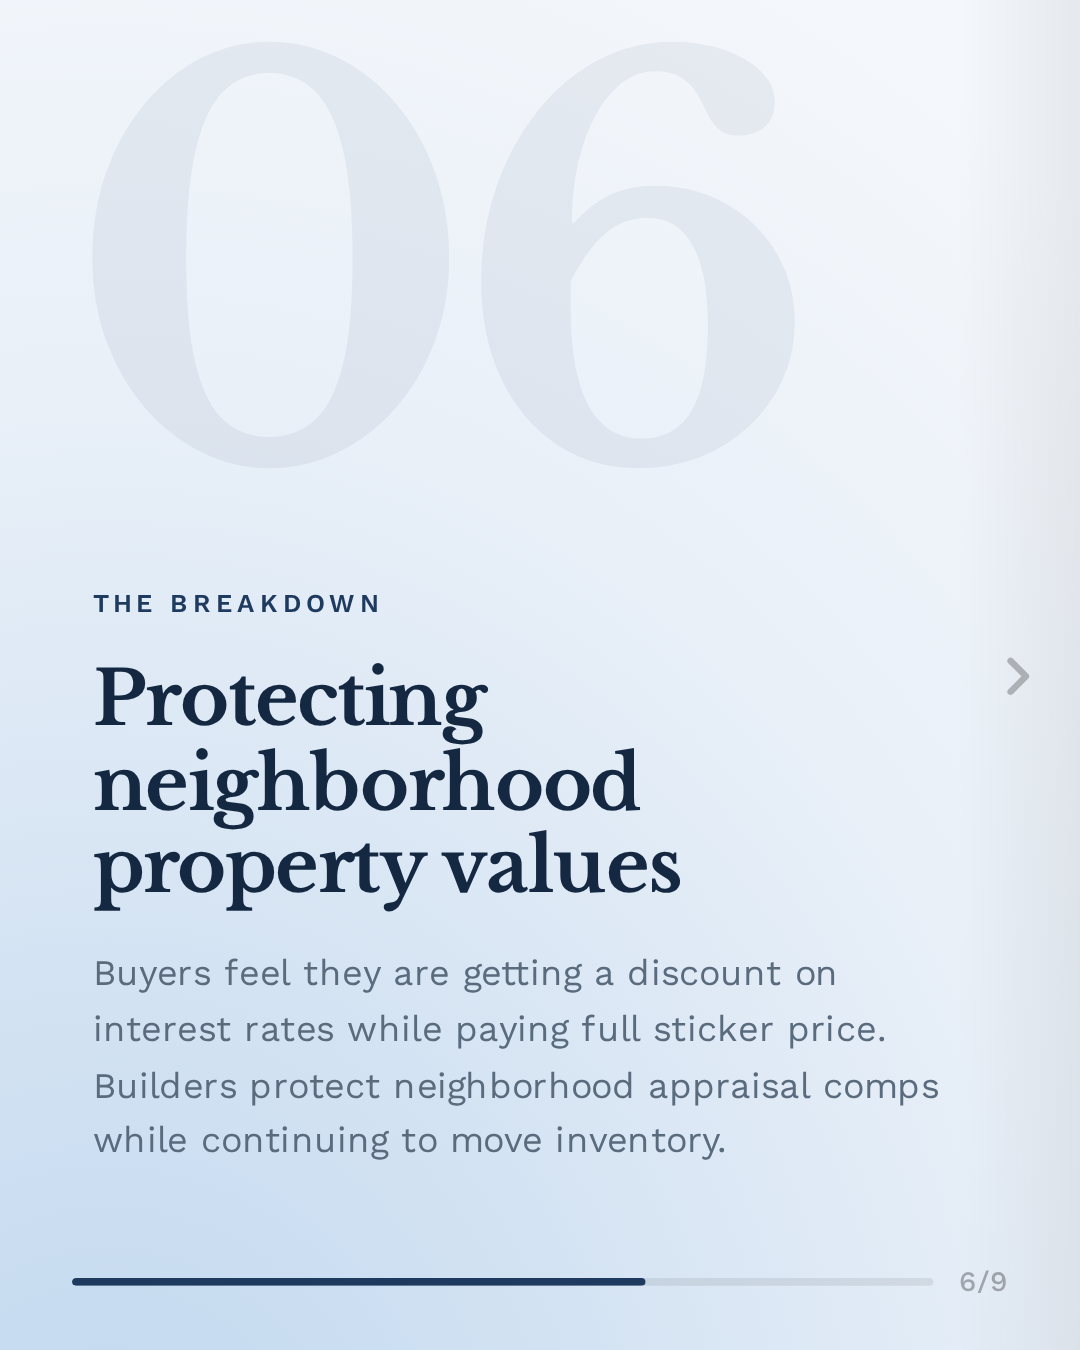 06
THE BREAKDOWN
Protecting
neighborhood
property values
Buyers feel they are getting a discount on
interest rates while paying full sticker price.
Builders protect neighborhood appraisal comps
while continuing to move inventory.
6/9